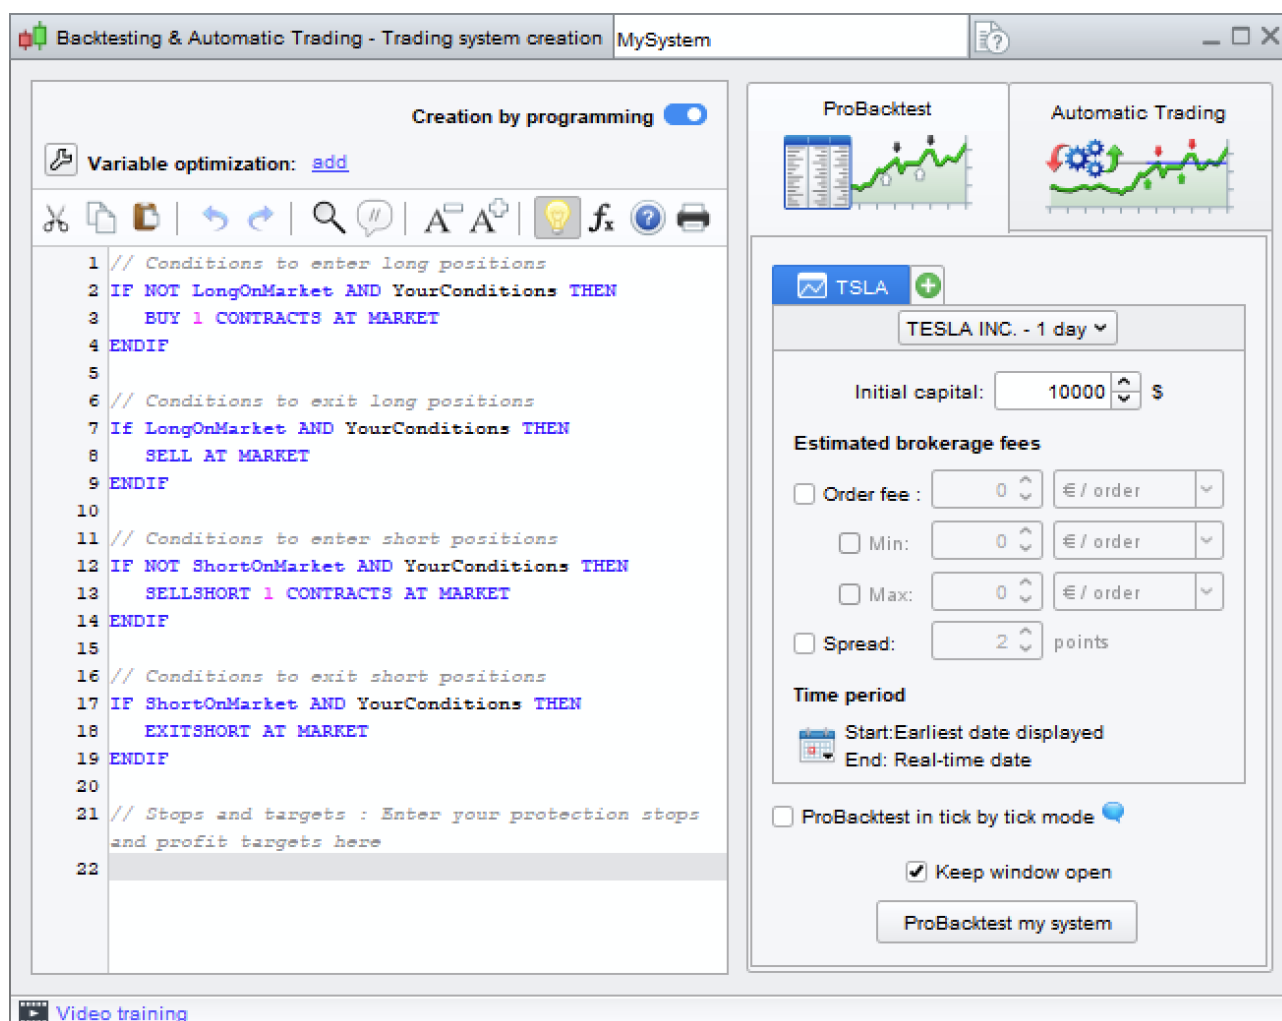 Backtesting & Automatic Trading - Trading system creation MySystem
Creation by programming
Variable optimization: add
1 // Conditions to enter long positions
2 IF NOT LongOnMarket AND YourConditions THEN
3 BUY 1 CONTRACTS AT MARKET
4 ENDIF
5
6 // Conditions to exit long positions
7 If LongOnMarket AND YourConditions THEN
8 SELL AT MARKET
9 ENDIF
10
11 // Conditions to enter short positions
12 IF NOT ShortOnMarket AND YourConditions THEN
13 SELLSHORT 1 CONTRACTS AT MARKET
14 ENDIF
15
16 // Conditions to exit short positions
17 IF ShortOnMarket AND YourConditions THEN
18 EXITSHORT AT MARKET
19 ENDIF
20
21 // Stops and targets : Enter your protection stops
and profit targets here
22
ProBacktest
Automatic Trading
TSLA
TESLA INC. - 1 day
Initial capital: 10000 $
Estimated brokerage fees
Order fee : 0 € / order
Min: 0 € / order
Max: 0 € / order
Spread: 2 points
Time period
Start:Earliest date displayed
End: Real-time date
ProBacktest in tick by tick mode
Keep window open
ProBacktest my system
Video training